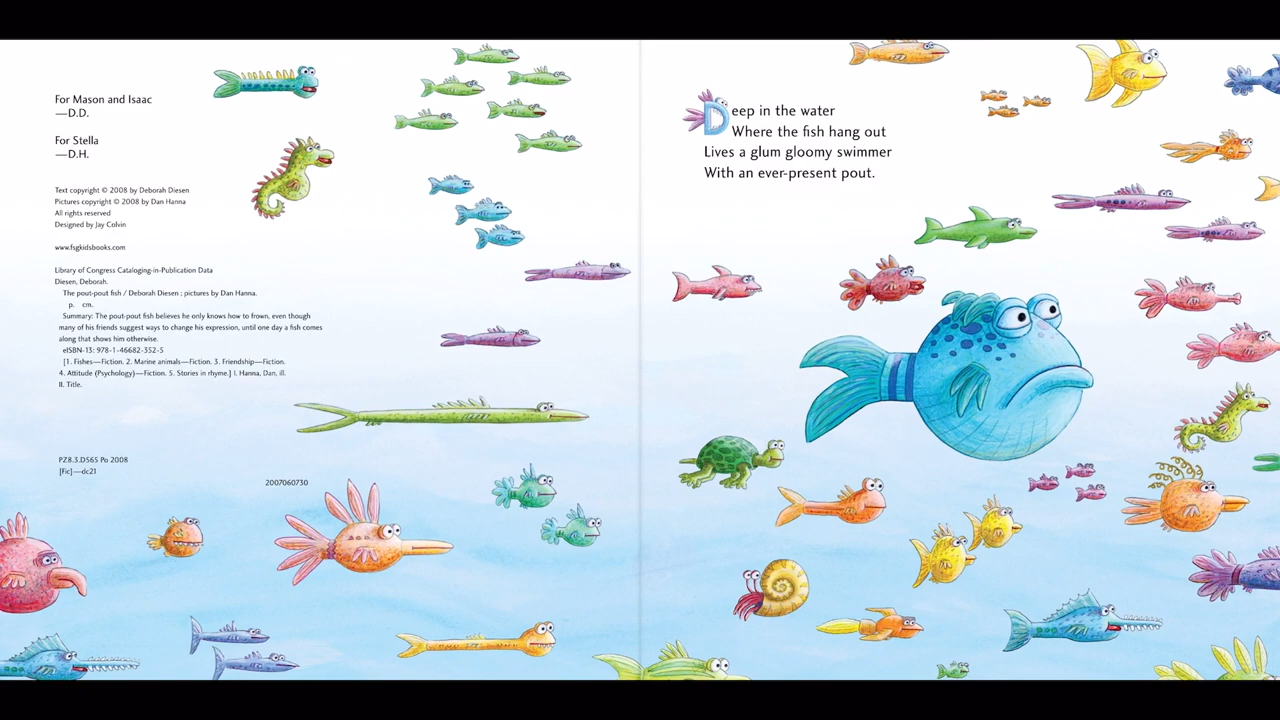 For Mason and Isaac
—D.D.
For Stella
—D.H.
Text copyright © 2008 by Deborah Diesen
Pictures copyright © 2008 by Dan Hanna
All rights reserved
Designed by Jay Colvin
www.fsgkidsbooks.com
Library of Congress Cataloging-in-Publication Data
Diesen, Deborah.
The pout-pout fish / Deborah Diesen ; pictures by Dan Hanna.
p. cm.
Summary: The pout-pout fish believes he only knows how to frown, even though
many of his friends suggest ways to change his expression, until one day a fish comes
along that shows him otherwise.
eISBN-13: 978-1-46682-352-5
[1. Fishes—Fiction. 2. Marine animals—Fiction. 3. Friendship—Fiction.
4. Attitude (Psychology)—Fiction. 5. Stories in rhyme.] I. Hanna, Dan, ill.
II. Title.
PZ8.3.D565 Po 2008
[Fic]—dc21
2007060730
Deep in the water
Where the fish hang out
Lives a glum gloomy swimmer
With an ever-present pout.